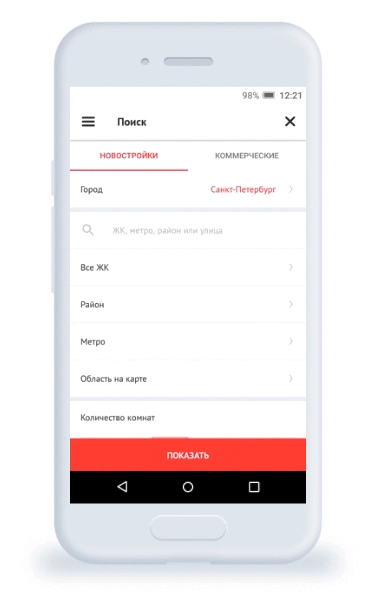 98% 12:21
Поиск
НОВОСТРОЙКИ КОММЕРЧЕСКИЕ
Город Санкт-Петербург
ЖК, метро, район или улица
Все ЖК
Район
Метро
Область на карте
Количество комнат
ПОКАЗАТЬ